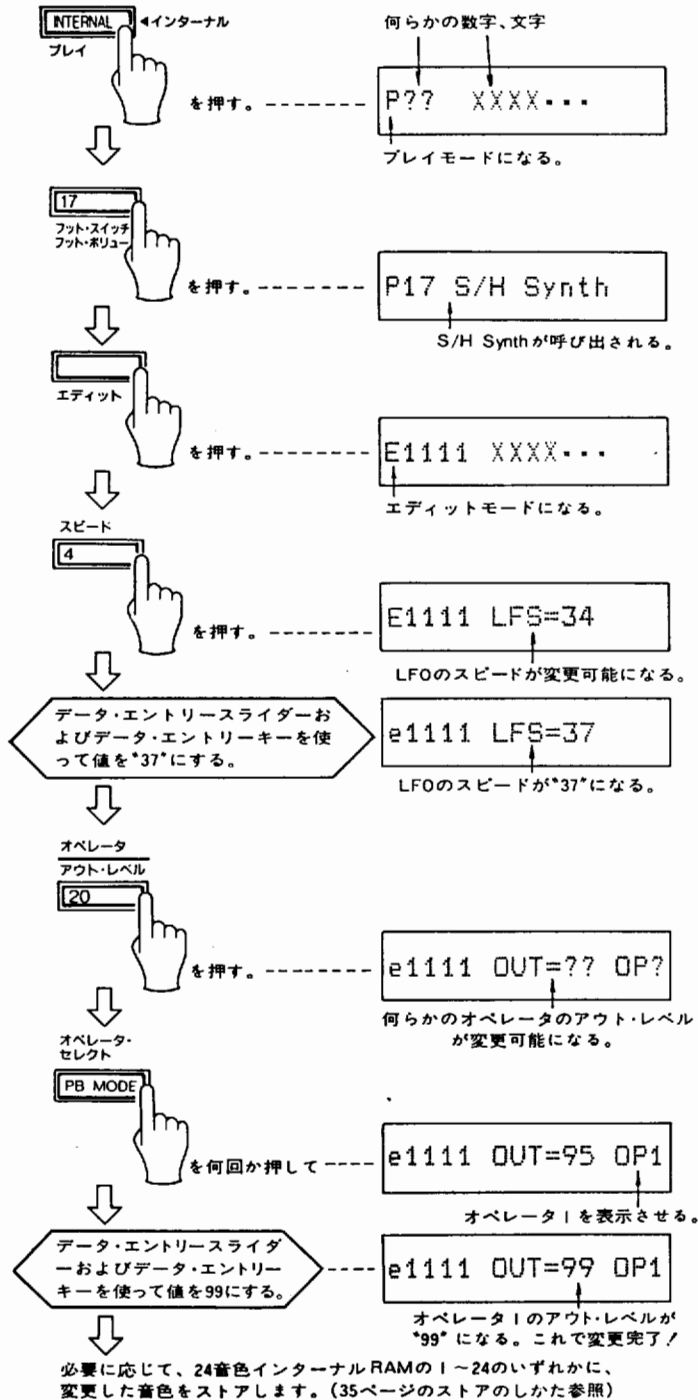 INTERNAL ◀インターナル
プレイ
を押す。
何らかの数字、文字
P?? XXXX･･･
プレイモードになる。
17
フット・スイッチ
フット・ボリュー
を押す。
P17 S/H Synth
S/H Synthが呼び出される。
エディット
を押す。
E1111 XXXX･･･
エディットモードになる。
スピード
4
を押す。
E1111 LFS=34
LFOのスピードが変更可能になる。
データ・エントリースライダーお
よびデータ・エントリーキーを使
って値を"37"にする。
e1111 LFS=37
LFOのスピードが"37"になる。
オペレータ
アウト・レベル
20
を押す。
e1111 OUT=?? OP?
何らかのオペレータのアウト・レベル
が変更可能になる。
オペレータ・
セレクト
PB MODE
を何回か押して
e1111 OUT=95 OP1
オペレータ1を表示させる。
データ・エントリースライダ
ーおよびデータ・エントリー
キーを使って値を99にする。
e1111 OUT=99 OP1
オペレータ1のアウト・レベルが
"99"になる。これで変更完了!
必要に応じて、24音色インターナルRAMの1～24のいずれかに、
変更した音色をストアします。(35ページのストアのしかた参照)